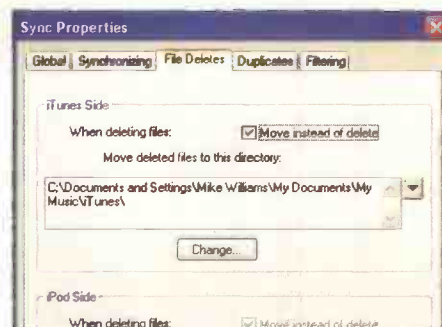 Sync Properties
Global Synchronizing File Deletes Duplicates Filtering
iTunes Side
When deleting files: Move instead of delete
Move deleted files to this directory:
C:\Documents and Settings\Mike Williams\My Documents\My
Music\iTunes\
Change...
iPod Side
When deleting files: Move instead of delete